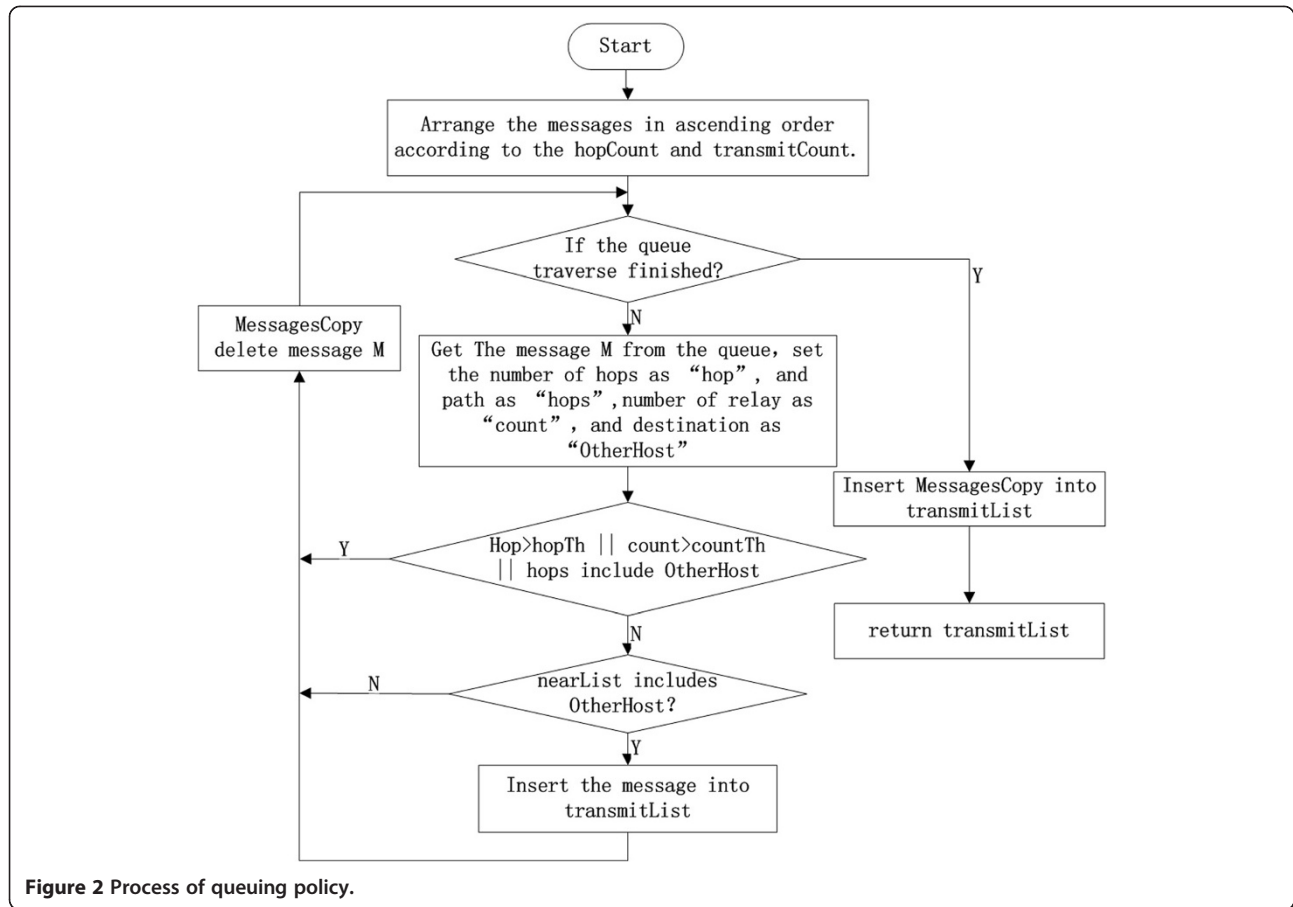 Start
Arrange the messages in ascending order
according to the hopCount and transmitCount.
If the queue
traverse finished?
Y
N
MessagesCopy
delete message M
Get The message M from the queue, set
the number of hops as “hop”, and
path as “hops”,number of relay as
“count”, and destination as
“OtherHost”
Insert MessagesCopy into
transmitList
Hop>hopTh || count>countTh
|| hops include OtherHost
Y
N
return transmitList
nearList includes
OtherHost?
N
Y
Insert the message into
transmitList
Figure 2 Process of queuing policy.